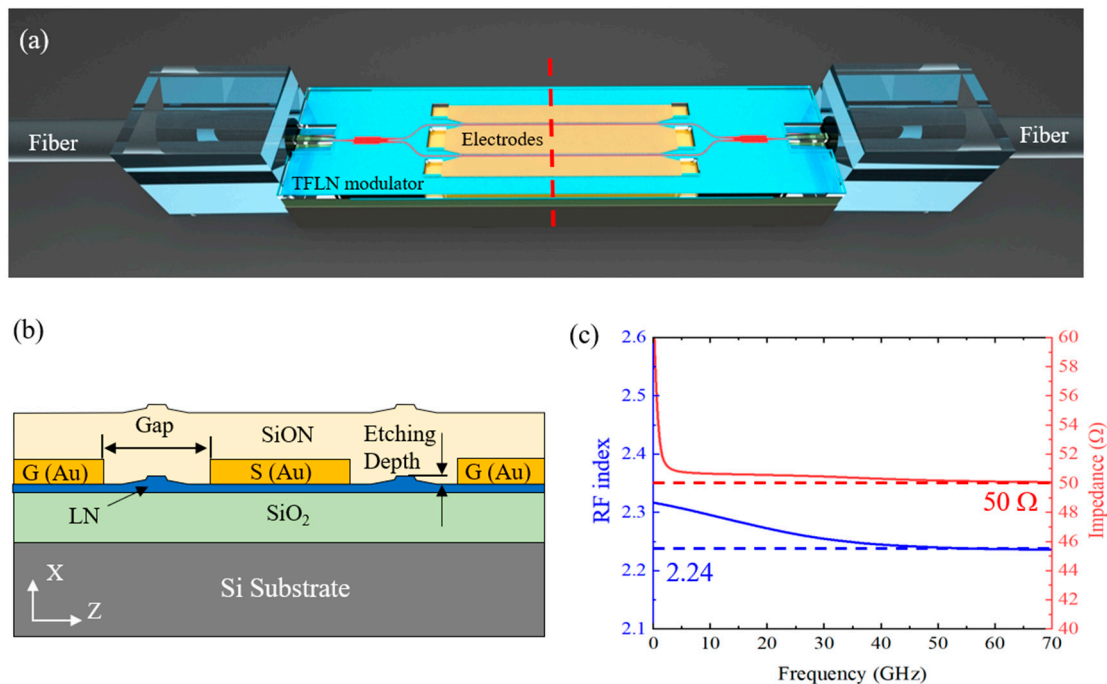 (a)
Fiber
Electrodes
Fiber
TFLN modulator
(b)
Gap
SiON
Etching
Depth
G (Au)
S (Au)
G (Au)
LN
SiO₂
Si Substrate
X
Z
(c)
2.6
2.5
2.4
2.3
2.2
2.1
RF index
60
58
56
54
52
50
48
46
44
42
40
Impedance (Ω)
50 Ω
2.24
0
10
20
30
40
50
60
70
Frequency (GHz)